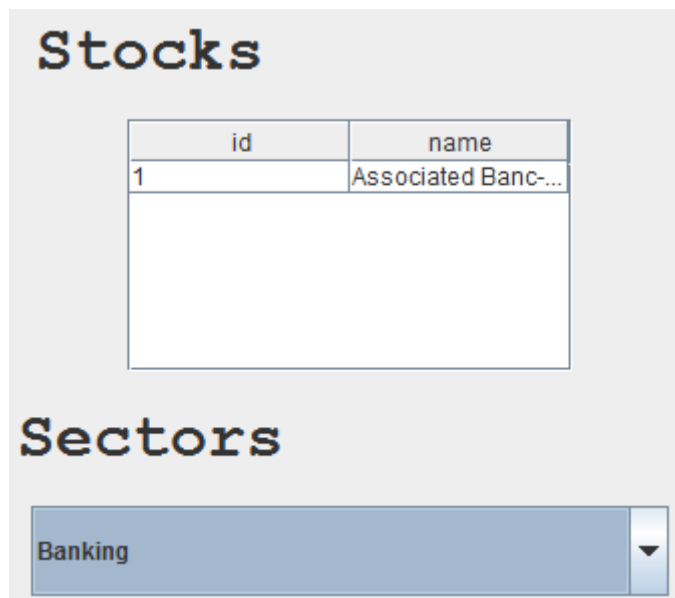 Stocks
id name
1 Associated Banc-...
Sectors
Banking